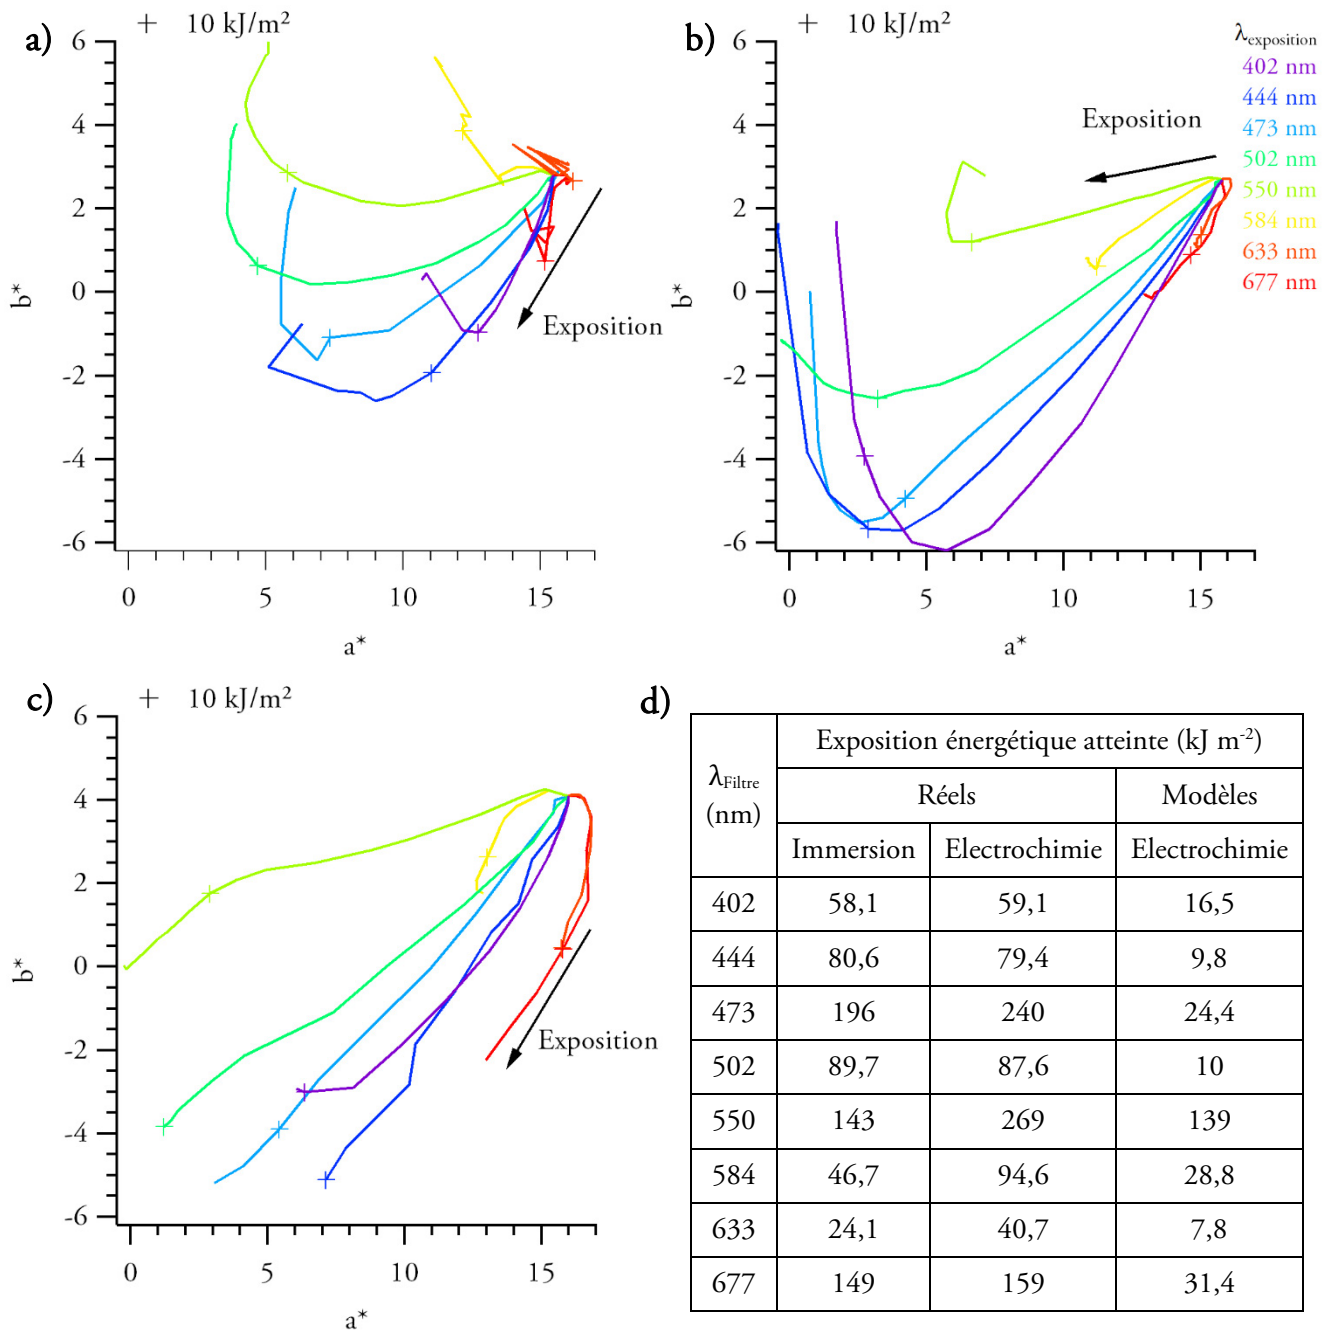 a)
+ 10 kJ/m²
6
4
2
0
-2
-4
-6
b*
0 5 10 15
a*
Exposition
b)
+ 10 kJ/m²
6
4
2
0
-2
-4
-6
b*
0 5 10 15
a*
Exposition
λexposition
402 nm
444 nm
473 nm
502 nm
550 nm
584 nm
633 nm
677 nm
c)
+ 10 kJ/m²
6
4
2
0
-2
-4
-6
b*
0 5 10 15
a*
Exposition
d)
λFiltre (nm)
Exposition énergétique atteinte (kJ m-2)
Réels Modèles
Immersion Electrochimie Electrochimie
402 58,1 59,1 16,5
444 80,6 79,4 9,8
473 196 240 24,4
502 89,7 87,6 10
550 143 269 139
584 46,7 94,6 28,8
633 24,1 40,7 7,8
677 149 159 31,4